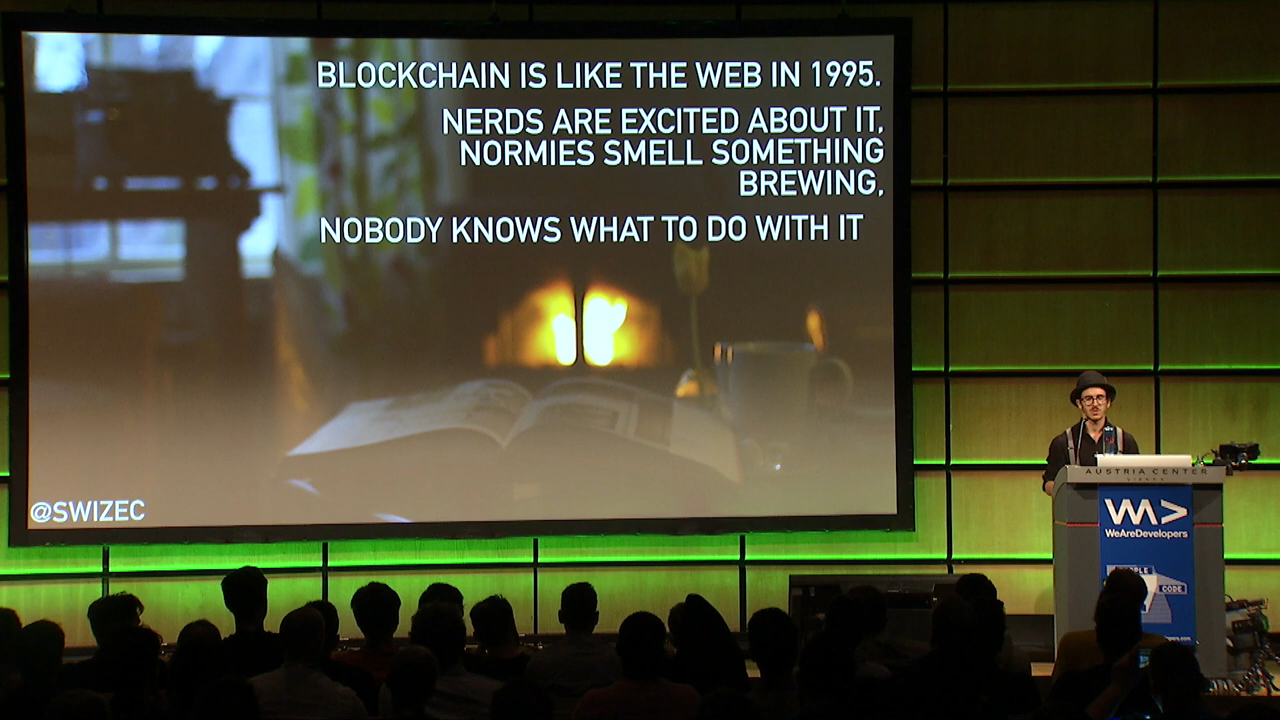 BLOCKCHAIN IS LIKE THE WEB IN 1995.
NERDS ARE EXCITED ABOUT IT,
NORMIES SMELL SOMETHING
BREWING,
NOBODY KNOWS WHAT TO DO WITH IT
@SWIZEC
AUSTRIA CENTER
VIENNA
WeAreDevelopers
CODE